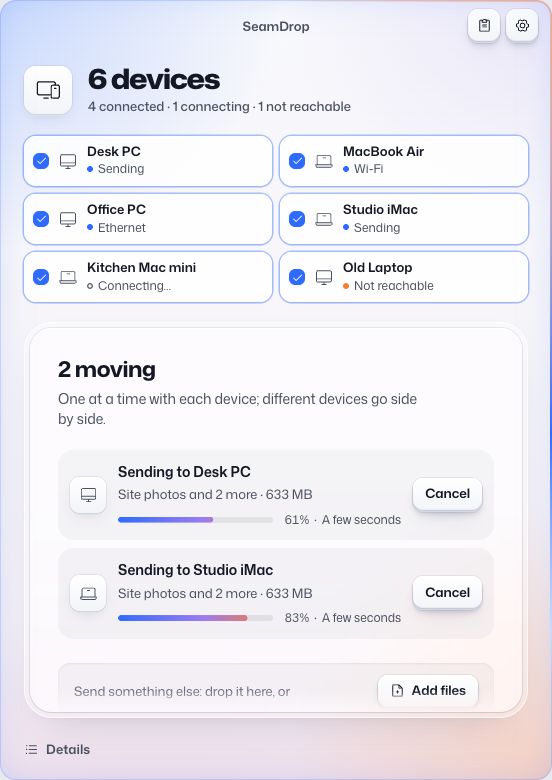 SeamDrop
6 devices
4 connected · 1 connecting · 1 not reachable
Desk PC
Sending
MacBook Air
Wi-Fi
Office PC
Ethernet
Studio iMac
Sending
Kitchen Mac mini
Connecting...
Old Laptop
Not reachable
2 moving
One at a time with each device; different devices go side
by side.
Sending to Desk PC
Site photos and 2 more · 633 MB
61% · A few seconds
Cancel
Sending to Studio iMac
Site photos and 2 more · 633 MB
83% · A few seconds
Cancel
Send something else: drop it here, or
Add files
Details